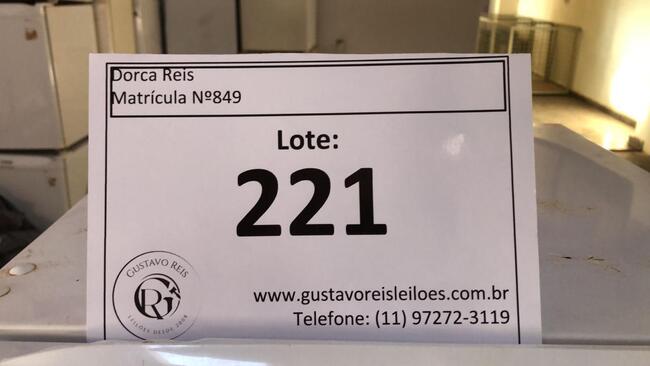 Dorca Reis
Matrícula Nº849
Lote:
221
GUSTAVO REIS
GR
LEILÕES DESDE 2008
www.gustavoreisleiloes.com.br
Telefone: (11) 97272-3119